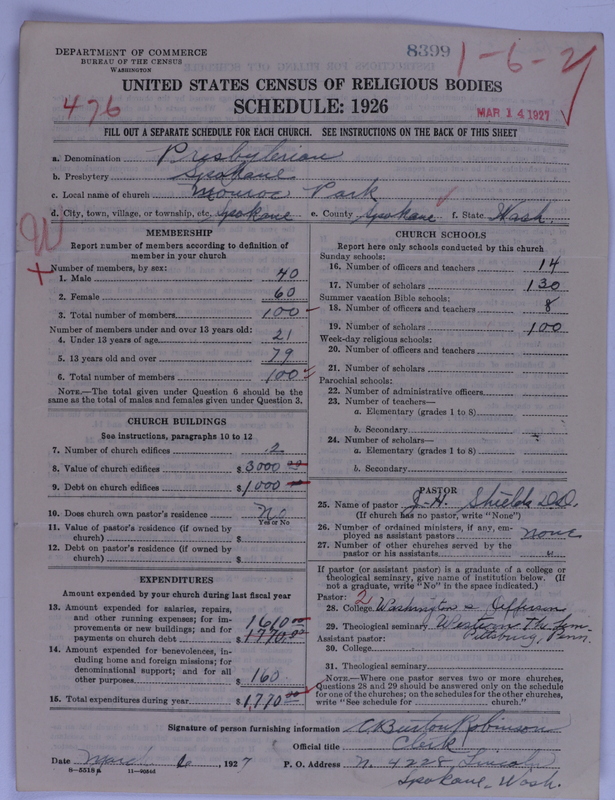 DEPARTMENT OF COMMERCE
BUREAU OF THE CENSUS
WASHINGTON
8399
1-6-2
UNITED STATES CENSUS OF RELIGIOUS BODIES
476
SCHEDULE: 1926
MAR 14 1927
FILL OUT A SEPARATE SCHEDULE FOR EACH CHURCH. SEE INSTRUCTIONS ON THE BACK OF THIS SHEET
a. Denomination Presbyterian
b. Presbytery Spokane
c. Local name of church Monroe Park
d. City, town, village, or township, etc. Spokane e. County Spokane f. State Wash.
W
MEMBERSHIP
Report number of members according to definition of
member in your church
Number of members, by sex:
1. Male 40
2. Female 60
3. Total number of members 100
Number of members under and over 13 years old:
4. Under 13 years of age 21
5. 13 years old and over 79
6. Total number of members 100
NOTE.—The total given under Question 6 should be
same as the total of males and females given under Question 3.
CHURCH BUILDINGS
See instructions, paragraphs 10 to 12
7. Number of church edifices 2
8. Value of church edifices $3000 00
9. Debt on church edifices $1000
10. Does church own pastor's residence? No
Yes or No
11. Value of pastor's residence (if owned by
church) $
12. Debt on pastor's residence (if owned by
church) $
EXPENDITURES
Amount expended by your church during last fiscal year
13. Amount expended for salaries, repairs,
and other running expenses; for im-
provements or new buildings; and for
payments on church debt 1610.00
$1770.00
14. Amount expended for benevolences, in-
cluding home and foreign missions; for
denominational support; and for all
other purposes $160
15. Total expenditures during year $1,770.00
CHURCH SCHOOLS
Report here only schools conducted by this church
Sunday schools:
16. Number of officers and teachers 14
17. Number of scholars 130
Summer vacation Bible schools:
18. Number of officers and teachers 8
19. Number of scholars 100
Week-day religious schools:
20. Number of officers and teachers
21. Number of scholars
Parochial schools:
22. Number of administrative officers
23. Number of teachers—
a. Elementary (grades 1 to 8)
b. Secondary
24. Number of scholars—
a. Elementary (grades 1 to 8)
b. Secondary
PASTOR
25. Name of pastor J. H. Shields D.D.
(If church has no pastor, write "None")
26. Number of ordained ministers, if any, em-
ployed as assistant pastors none
27. Number of other churches served by the
pastor or his assistants "
If pastor (or assistant pastor) is a graduate of a college or
theological seminary, give name of institution below. (If
not a graduate, write "No" in the space indicated.)
Pastor: 2
28. College Washington & Jefferson
29. Theological seminary Western The. Sem.
Assistant pastor: Pittsburg, Penn.
30. College
31. Theological seminary
NOTE.—Where one pastor serves two or more churches,
Questions 28 and 29 should be answered only on the schedule
for one of the churches; on the schedules for the other churches,
write "See schedule for church."
Signature of person furnishing information C. Burton Robinson
Official title Clerk
Date March 6, 1927 P. O. Address N. 4228 Lincoln
8-5518a 11-20246 Spokane, Wash.